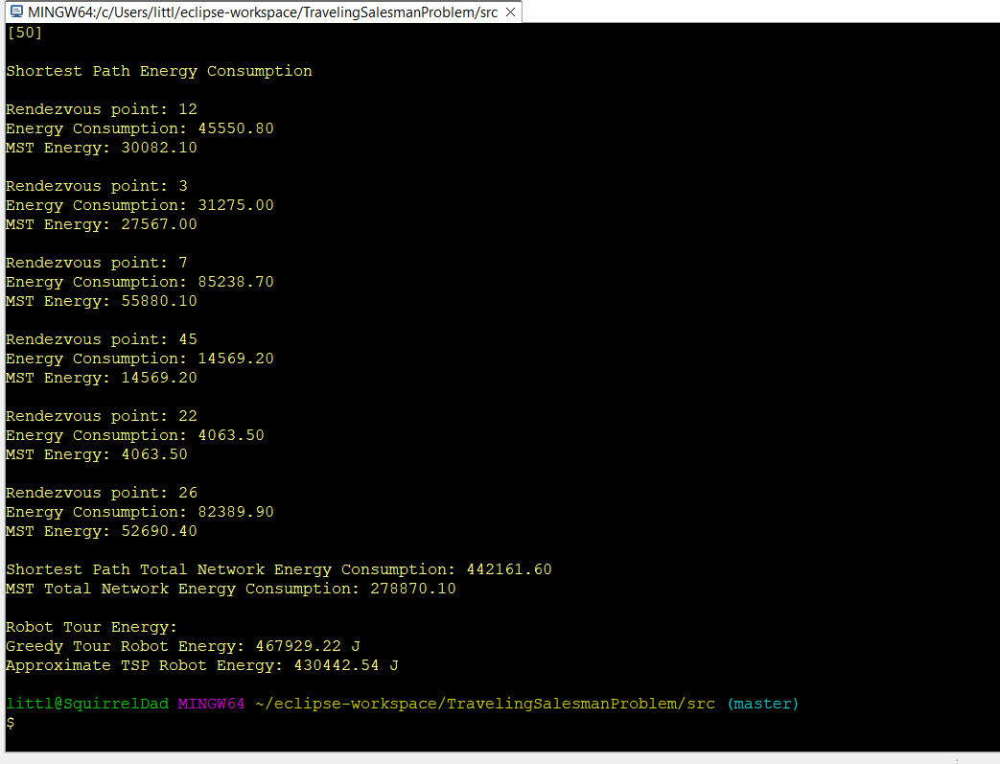 MINGW64:/c/Users/littl/eclipse-workspace/TravelingSalesmanProblem/src
[50]
Shortest Path Energy Consumption
Rendezvous point: 12
Energy Consumption: 45550.80
MST Energy: 30082.10
Rendezvous point: 3
Energy Consumption: 31275.00
MST Energy: 27567.00
Rendezvous point: 7
Energy Consumption: 85238.70
MST Energy: 55880.10
Rendezvous point: 45
Energy Consumption: 14569.20
MST Energy: 14569.20
Rendezvous point: 22
Energy Consumption: 4063.50
MST Energy: 4063.50
Rendezvous point: 26
Energy Consumption: 82389.90
MST Energy: 52690.40
Shortest Path Total Network Energy Consumption: 442161.60
MST Total Network Energy Consumption: 278870.10
Robot Tour Energy:
Greedy Tour Robot Energy: 467929.22 J
Approximate TSP Robot Energy: 430442.54 J
littl@SquirrelDad MINGW64 ~/eclipse-workspace/TravelingSalesmanProblem/src (master)
$